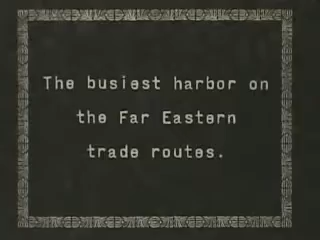 The busiest harbor on
the Far Eastern
trade routes.